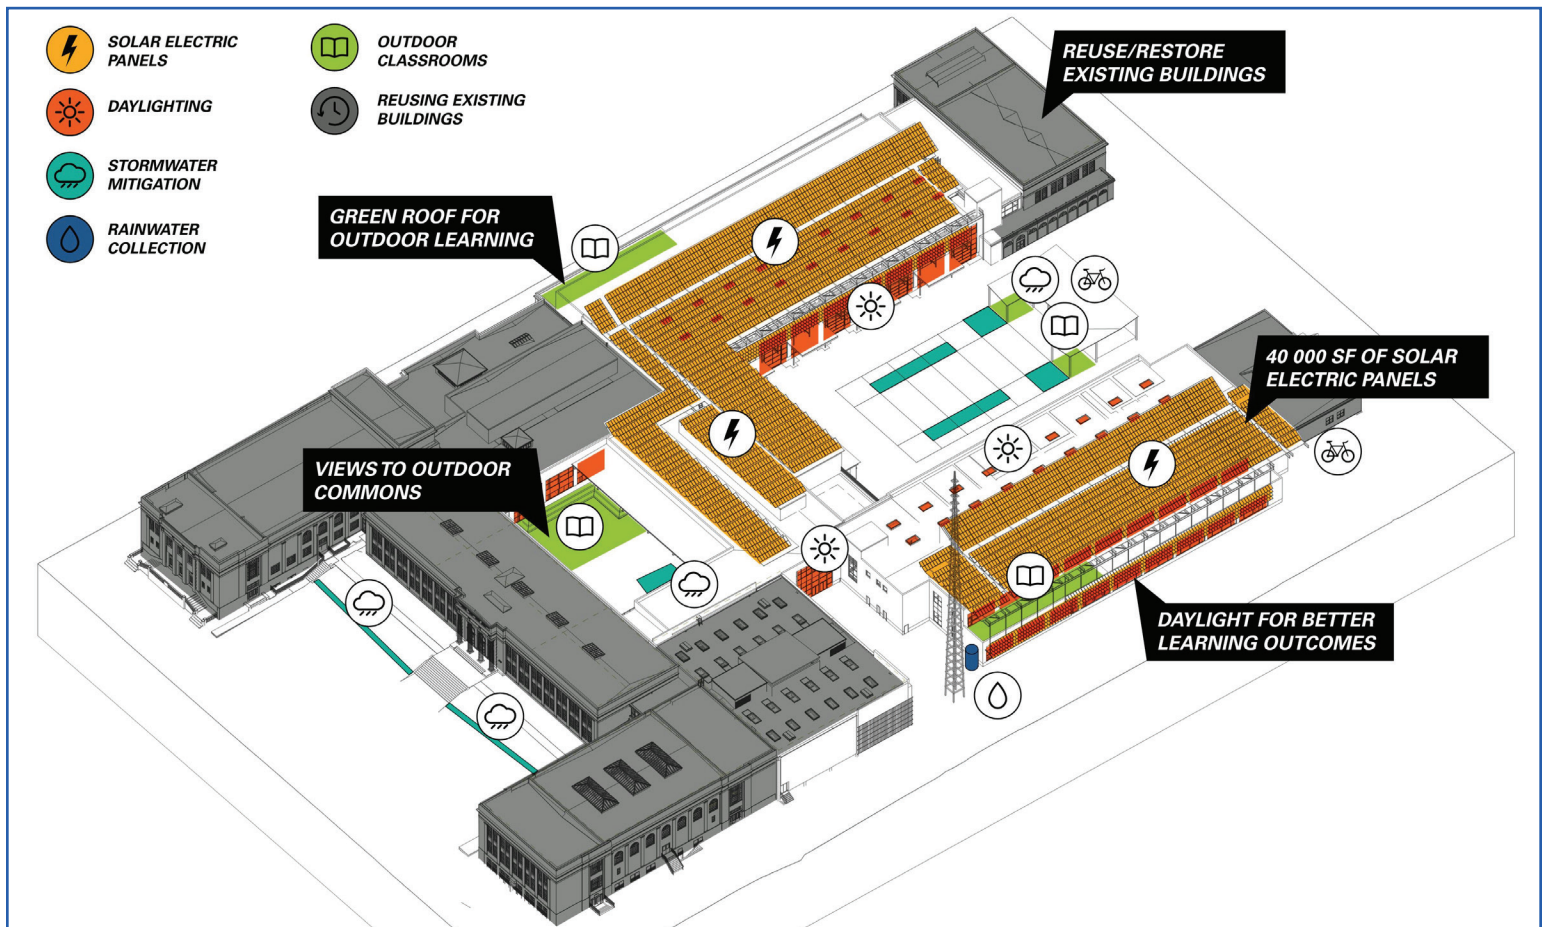 SOLAR ELECTRIC
PANELS
DAYLIGHTING
STORMWATER
MITIGATION
RAINWATER
COLLECTION
OUTDOOR
CLASSROOMS
REUSING EXISTING
BUILDINGS
REUSE/RESTORE
EXISTING BUILDINGS
GREEN ROOF FOR
OUTDOOR LEARNING
40 000 SF OF SOLAR
ELECTRIC PANELS
VIEWS TO OUTDOOR
COMMONS
DAYLIGHT FOR BETTER
LEARNING OUTCOMES